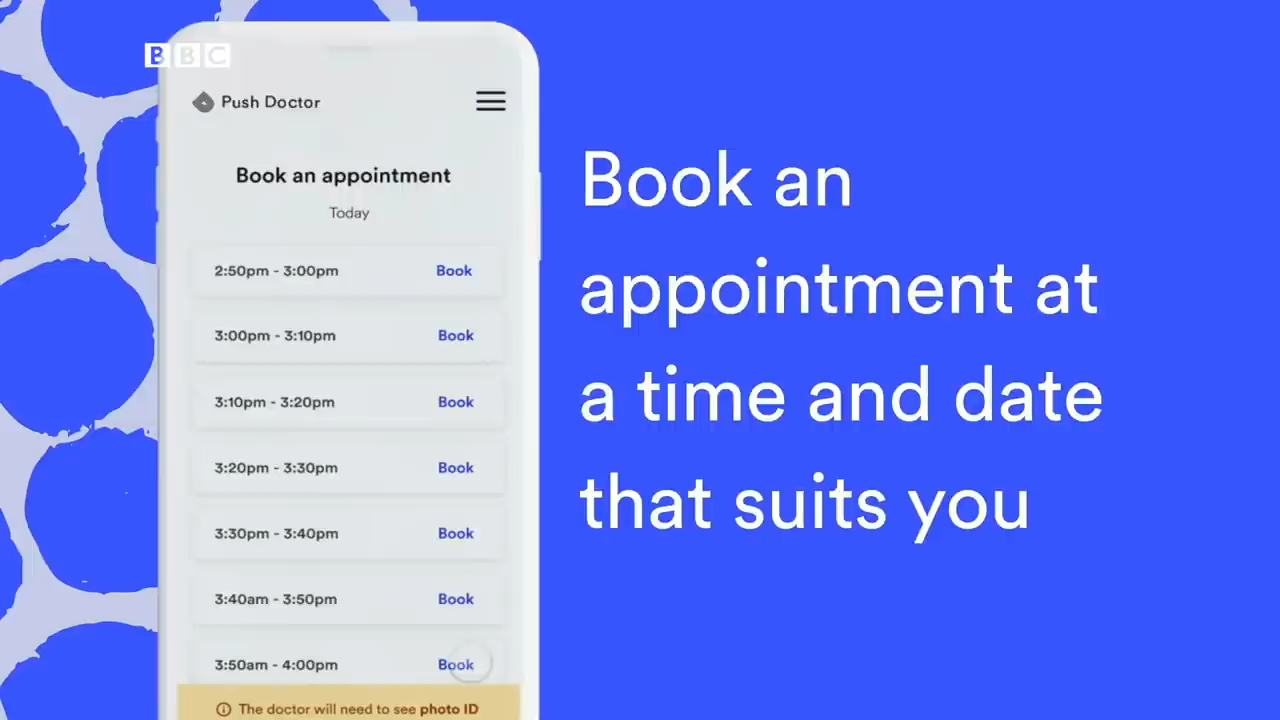 BBC
Push Doctor
Book an appointment
Today
2:50pm - 3:00pm Book
3:00pm - 3:10pm Book
3:10pm - 3:20pm Book
3:20pm - 3:30pm Book
3:30pm - 3:40pm Book
3:40am - 3:50pm Book
3:50am - 4:00pm Book
The doctor will need to see photo ID
Book an
appointment at
a time and date
that suits you